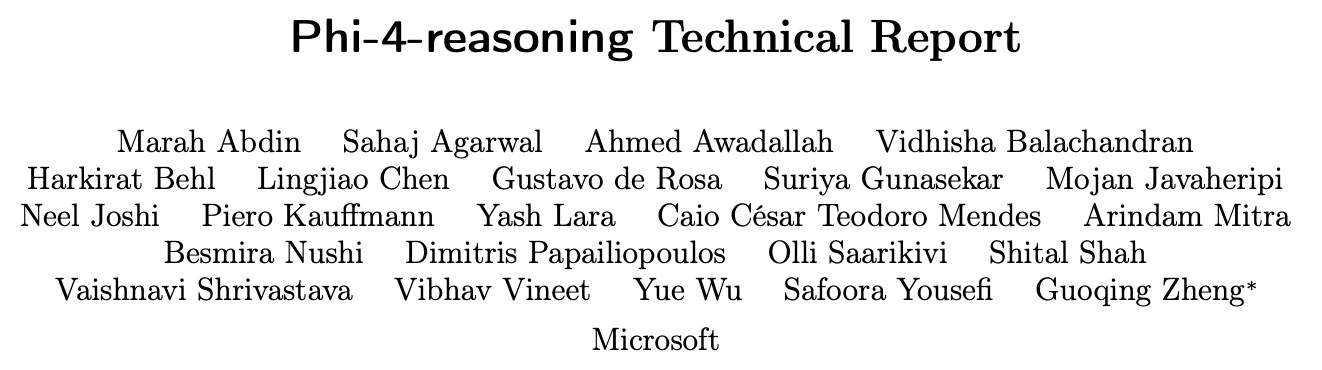 Phi-4-reasoning Technical Report
Marah Abdin Sahaj Agarwal Ahmed Awadallah Vidhisha Balachandran
Harkirat Behl Lingjiao Chen Gustavo de Rosa Suriya Gunasekar Mojan Javaheripi
Neel Joshi Piero Kauffmann Yash Lara Caio César Teodoro Mendes Arindam Mitra
Besmira Nushi Dimitris Papailiopoulos Olli Saarikivi Shital Shah
Vaishnavi Shrivastava Vibhav Vineet Yue Wu Safoora Yousefi Guoqing Zheng*
Microsoft